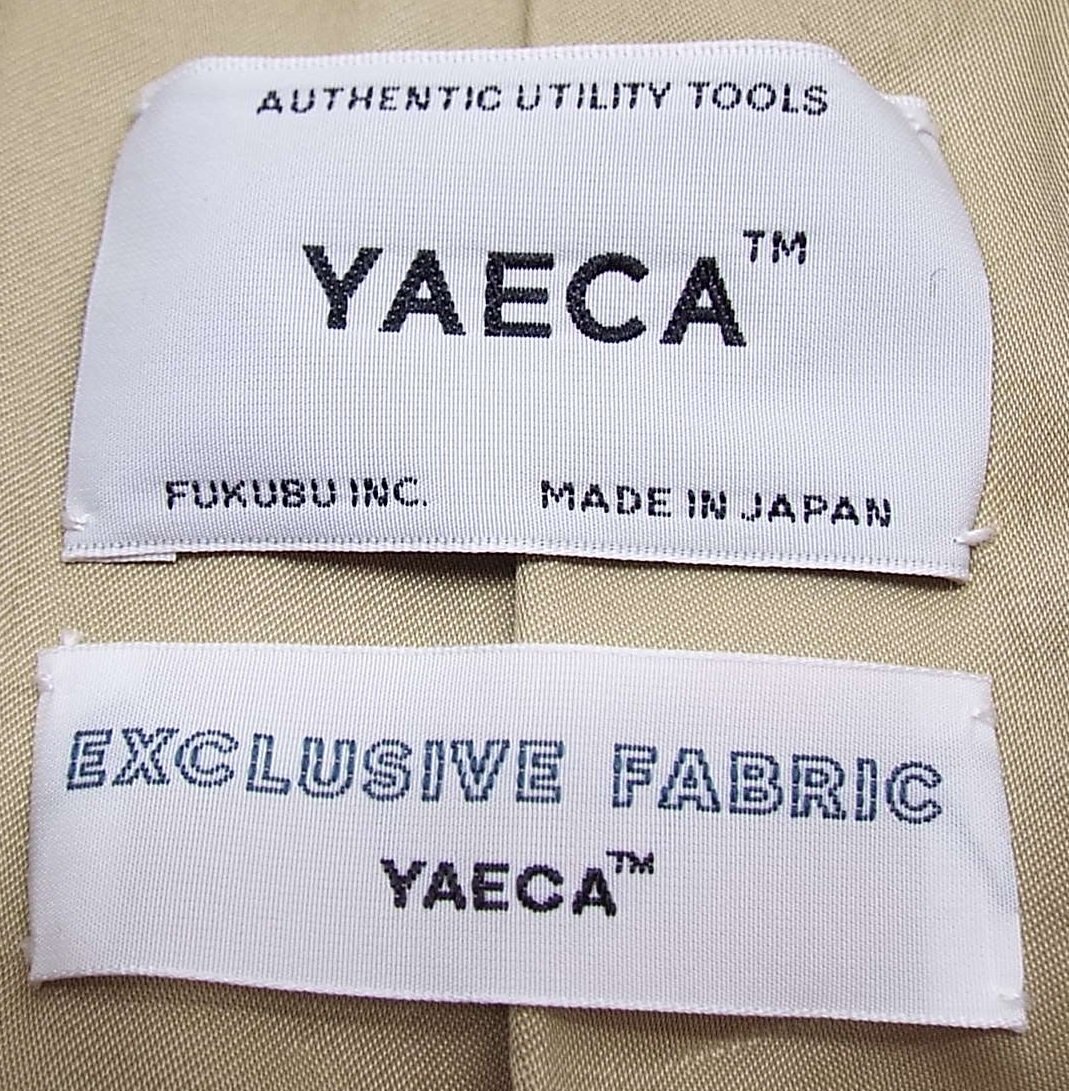 AUTHENTIC UTILITY TOOLS
YAECA™
FUKUBU INC. MADE IN JAPAN
EXCLUSIVE FABRIC
YAECA™